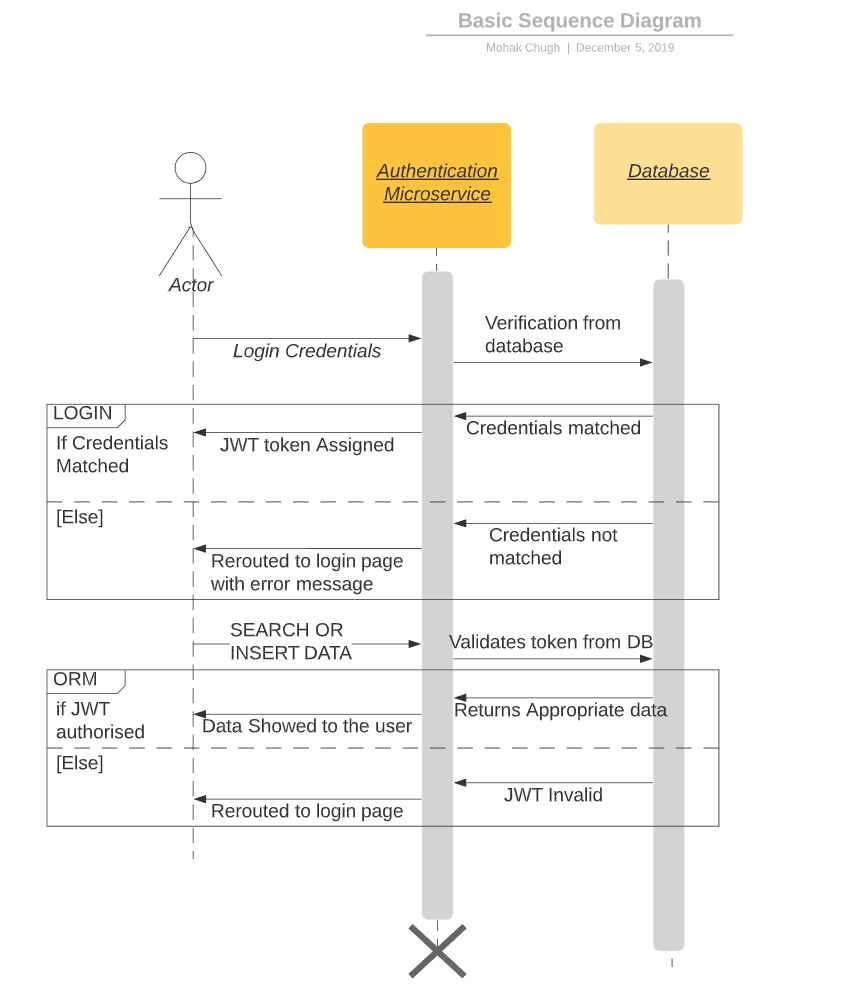 Basic Sequence Diagram
Mohak Chugh | December 5, 2019
Authentication
Microservice
Database
Actor
Login Credentials
Verification from
database
LOGIN
If Credentials
Matched
Credentials matched
JWT token Assigned
[Else]
Credentials not
matched
Rerouted to login page
with error message
SEARCH OR
INSERT DATA
Validates token from DB
ORM
if JWT
authorised
Returns Appropriate data
Data Showed to the user
[Else]
JWT Invalid
Rerouted to login page